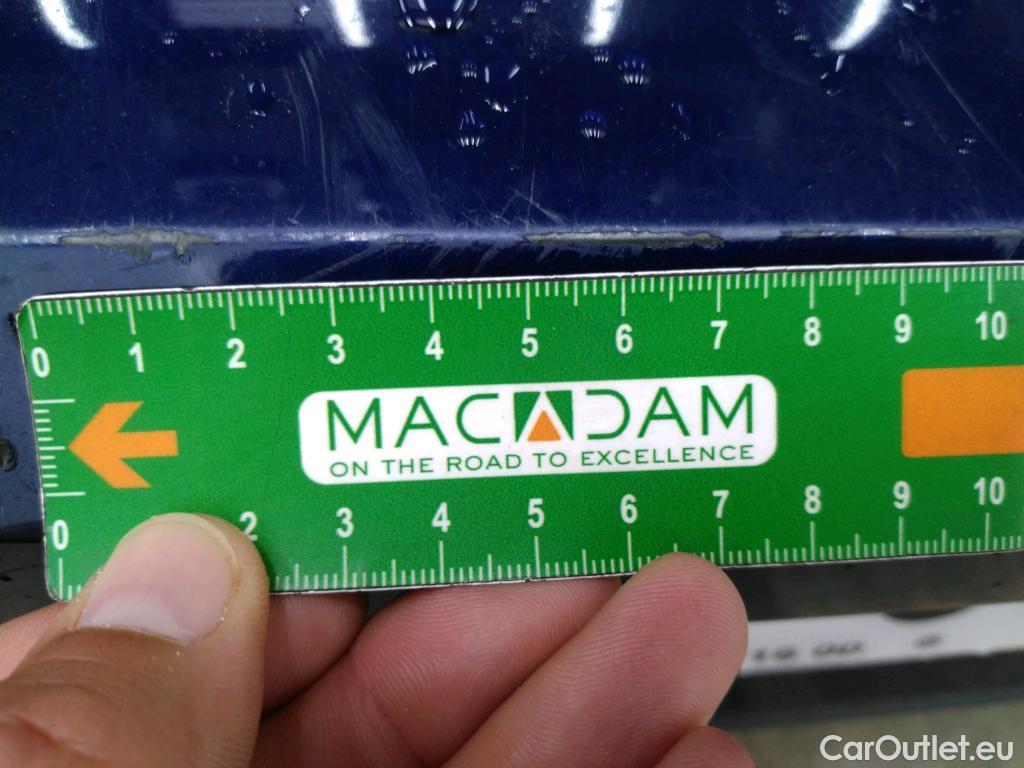 0 1 2 3 4 5 6 7 8 9 10
MACADAM
ON THE ROAD TO EXCELLENCE
0 2 3 4 5 6 7 8 9 10
CarOutlet.eu